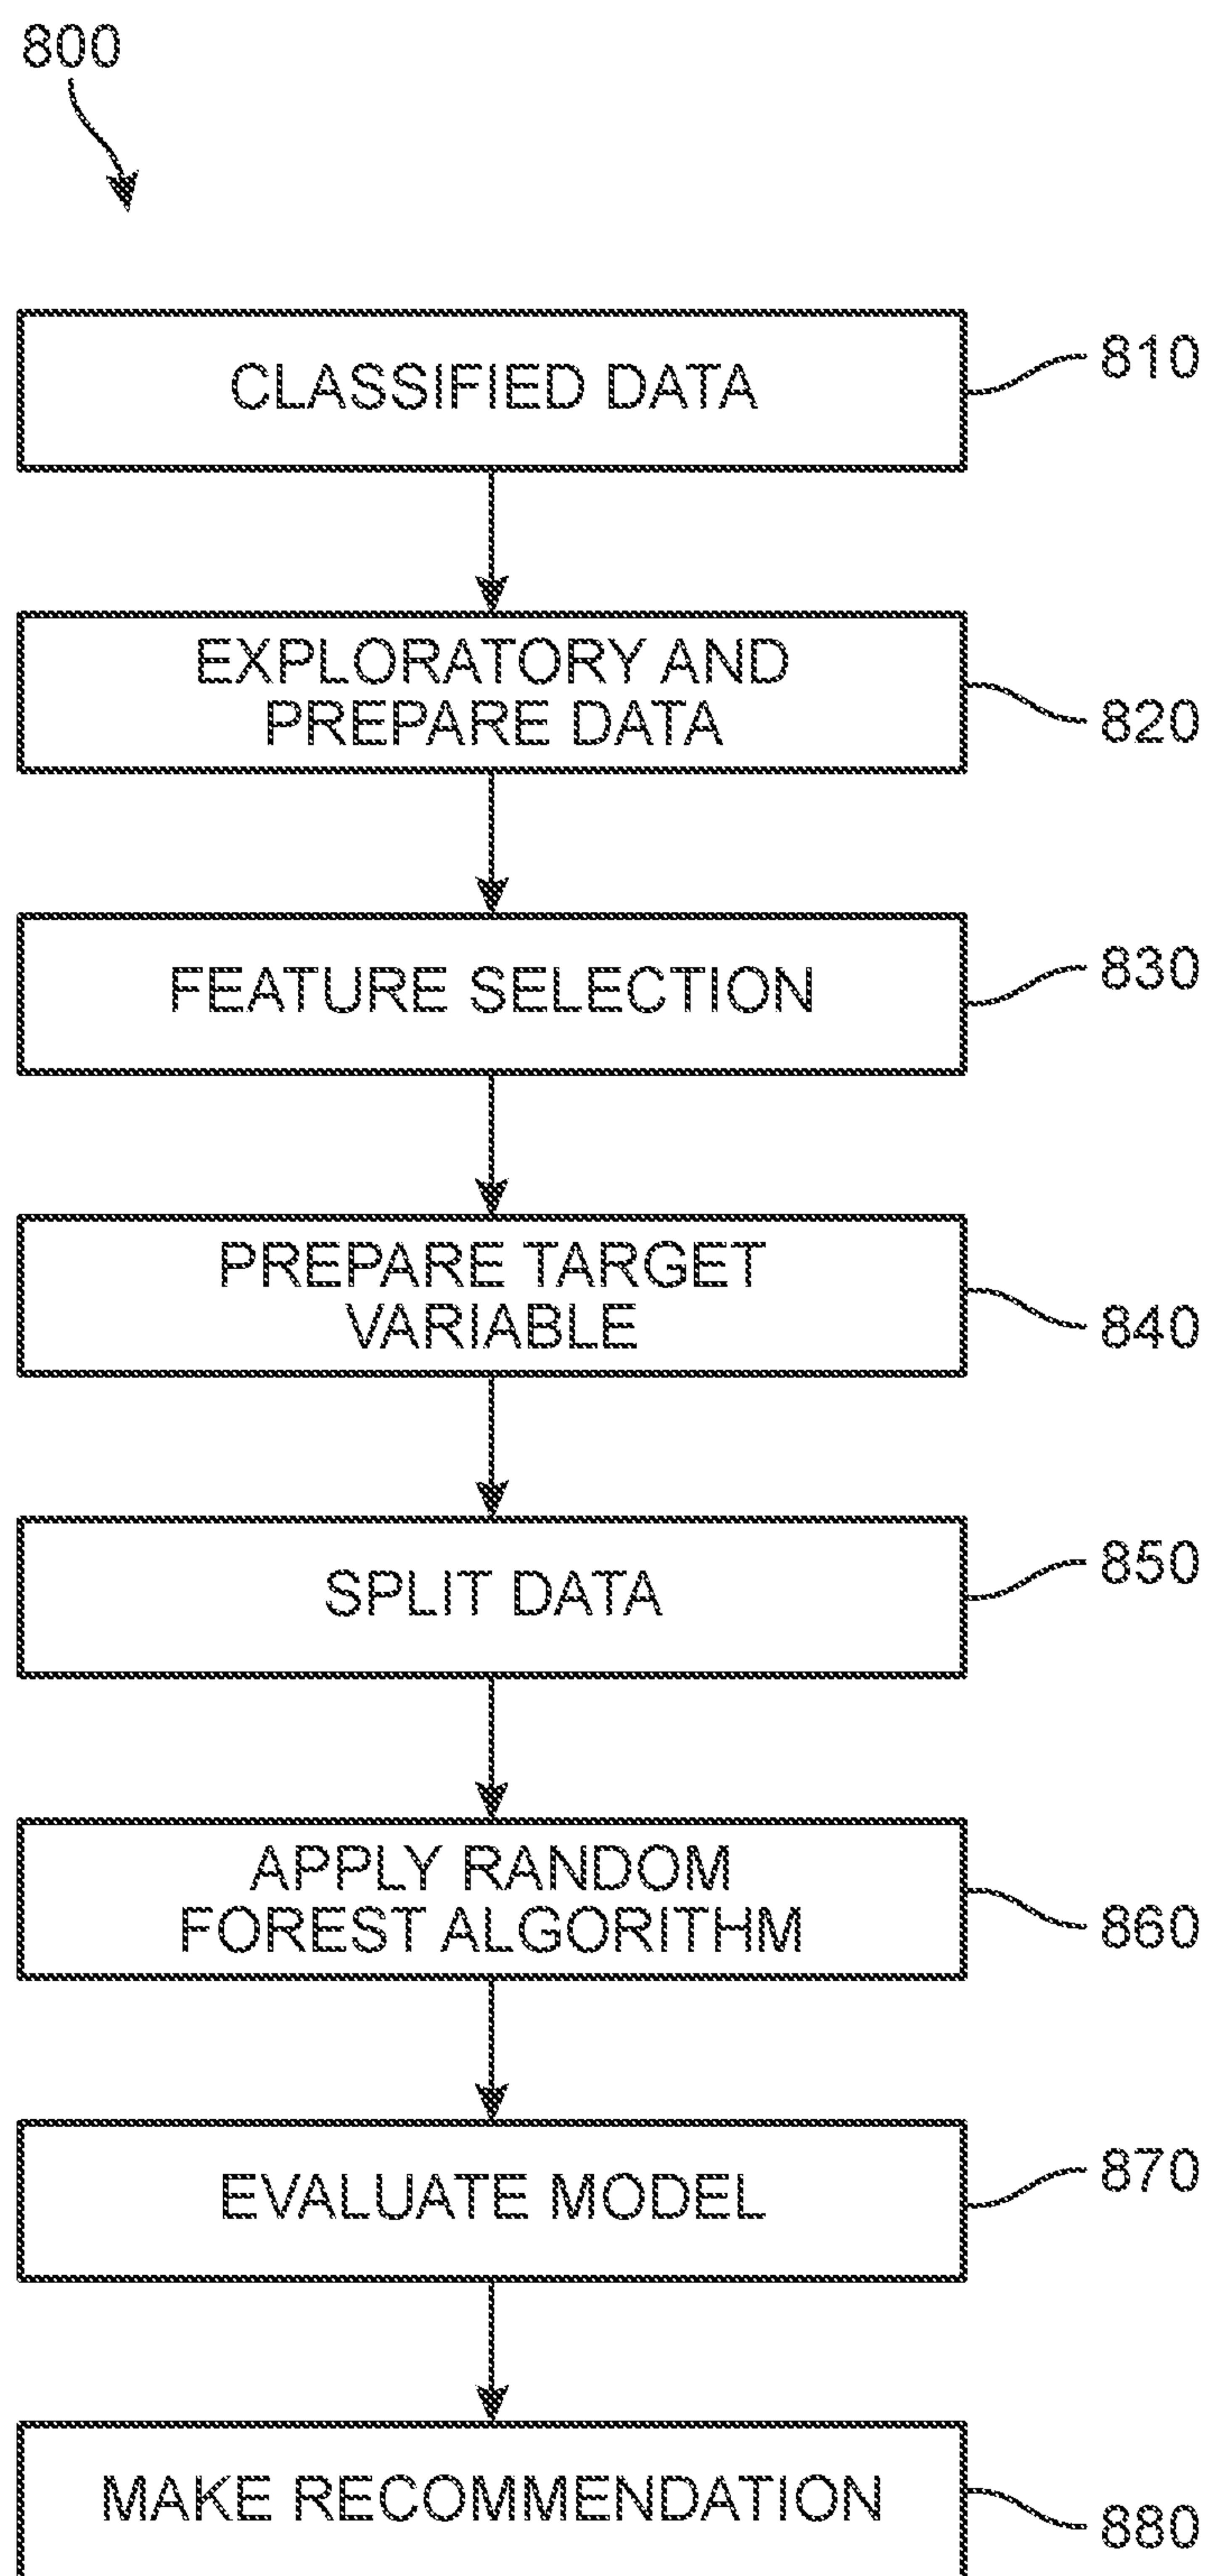 800
CLASSIFIED DATA
810
EXPLORATORY AND
PREPARE DATA
820
FEATURE SELECTION
830
PREPARE TARGET
VARIABLE
840
SPLIT DATA
850
APPLY RANDOM
FOREST ALGORITHM
860
EVALUATE MODEL
870
MAKE RECOMMENDATION
880